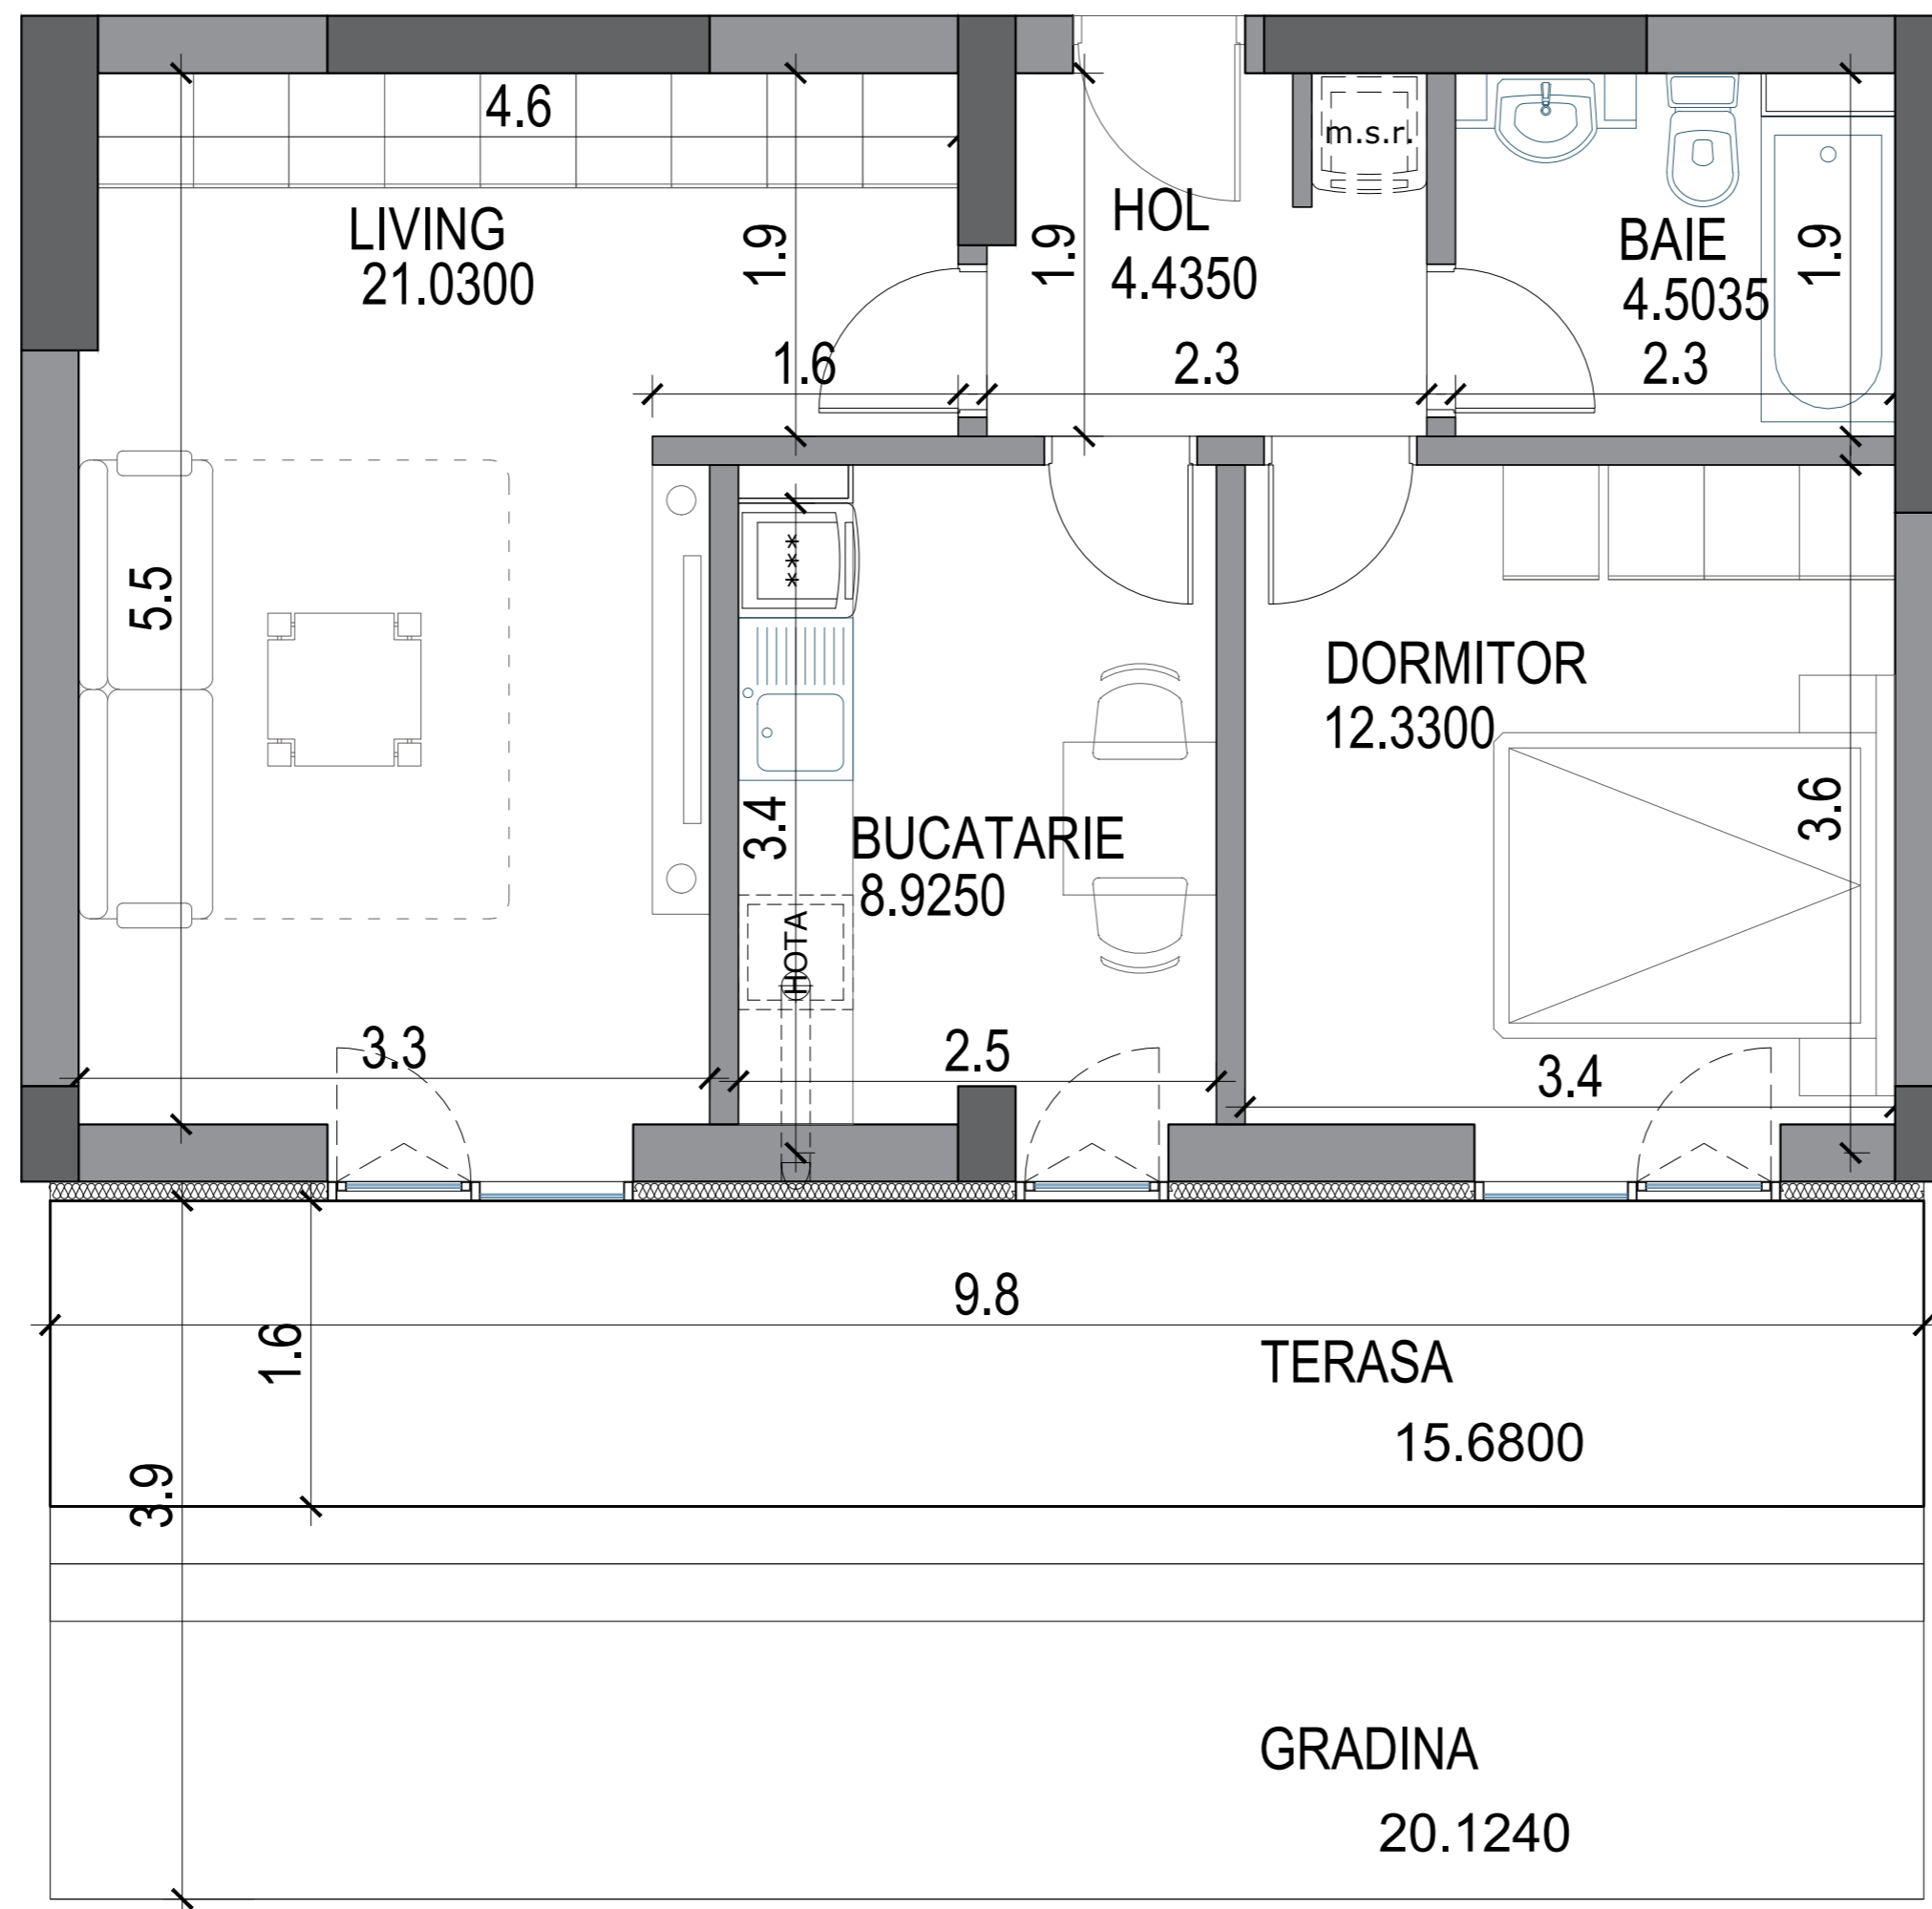 4.6
m.s.r.
LIVING
21.0300
1.9
1.9
HOL
4.4350
BAIE
4.5035
1.9
1.6
2.3
2.3
5.5
***
DORMITOR
12.3300
3.4
BUCATARIE
8.9250
3.6
HOTA
3.3
2.5
3.4
9.8
1.6
TERASA
15.6800
3.9
GRADINA
20.1240